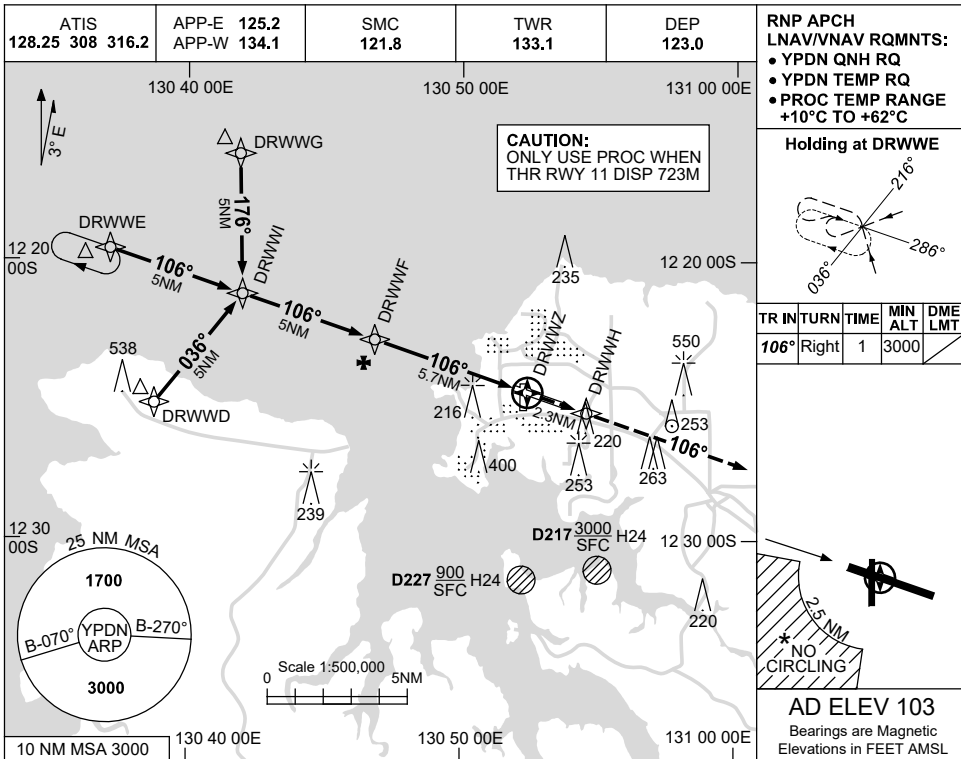 ATIS
128.25 308 316.2
APP-E 125.2
APP-W 134.1
SMC
121.8
TWR
133.1
DEP
123.0
RNP APCH
LNAV/VNAV RQMNTS:
• YPDN QNH RQ
• YPDN TEMP RQ
• PROC TEMP RANGE
+10°C TO +62°C
130 40 00E
130 50 00E
131 00 00E
3° E
DRWWG
CAUTION:
ONLY USE PROC WHEN
THR RWY 11 DISP 723M
Holding at DRWWE
216°
286°
036°
176°
5NM
DRWWE
DRWWI
12 20
00S
106°
5NM
106°
5NM
DRWWF
235
12 20 00S
TR IN TURN TIME MIN ALT DME LMT
106° Right 1 3000
036°
5NM
538
DRWWD
106°
5.7NM
DRWWZ
DRWWH
2.3NM
550
216
220
253
106°
400
253
263
239
12 30
00S
25 NM MSA
1700
B-070°
YPDN
ARP
B-270°
3000
D217 3000 SFC H24
12 30 00S
D227 900 SFC H24
220
2.5 NM
* NO
CIRCLING
Scale 1:500,000
0
5NM
10 NM MSA 3000
130 40 00E
130 50 00E
131 00 00E
AD ELEV 103
Bearings are Magnetic
Elevations in FEET AMSL